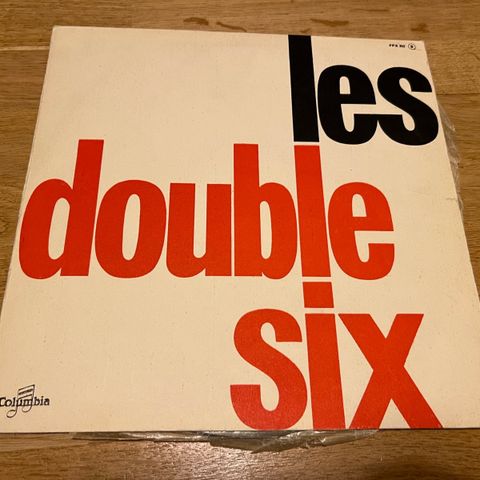 les
double
six
Columbia